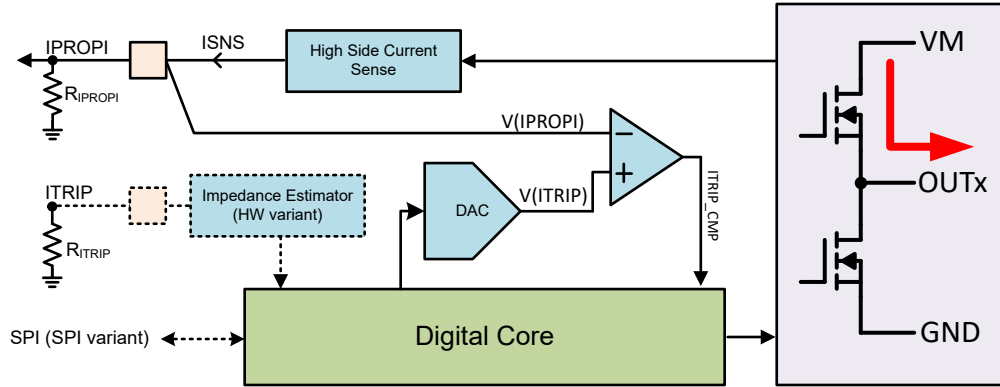 IPROPI
ISNS
High Side Current
Sense
VM
RIPROPI
V(IPROPI)
ITRIP
Impedance Estimator
(HW variant)
DAC
V(ITRIP)
ITRIP_CMP
OUTx
RITRIP
SPI (SPI variant)
Digital Core
GND